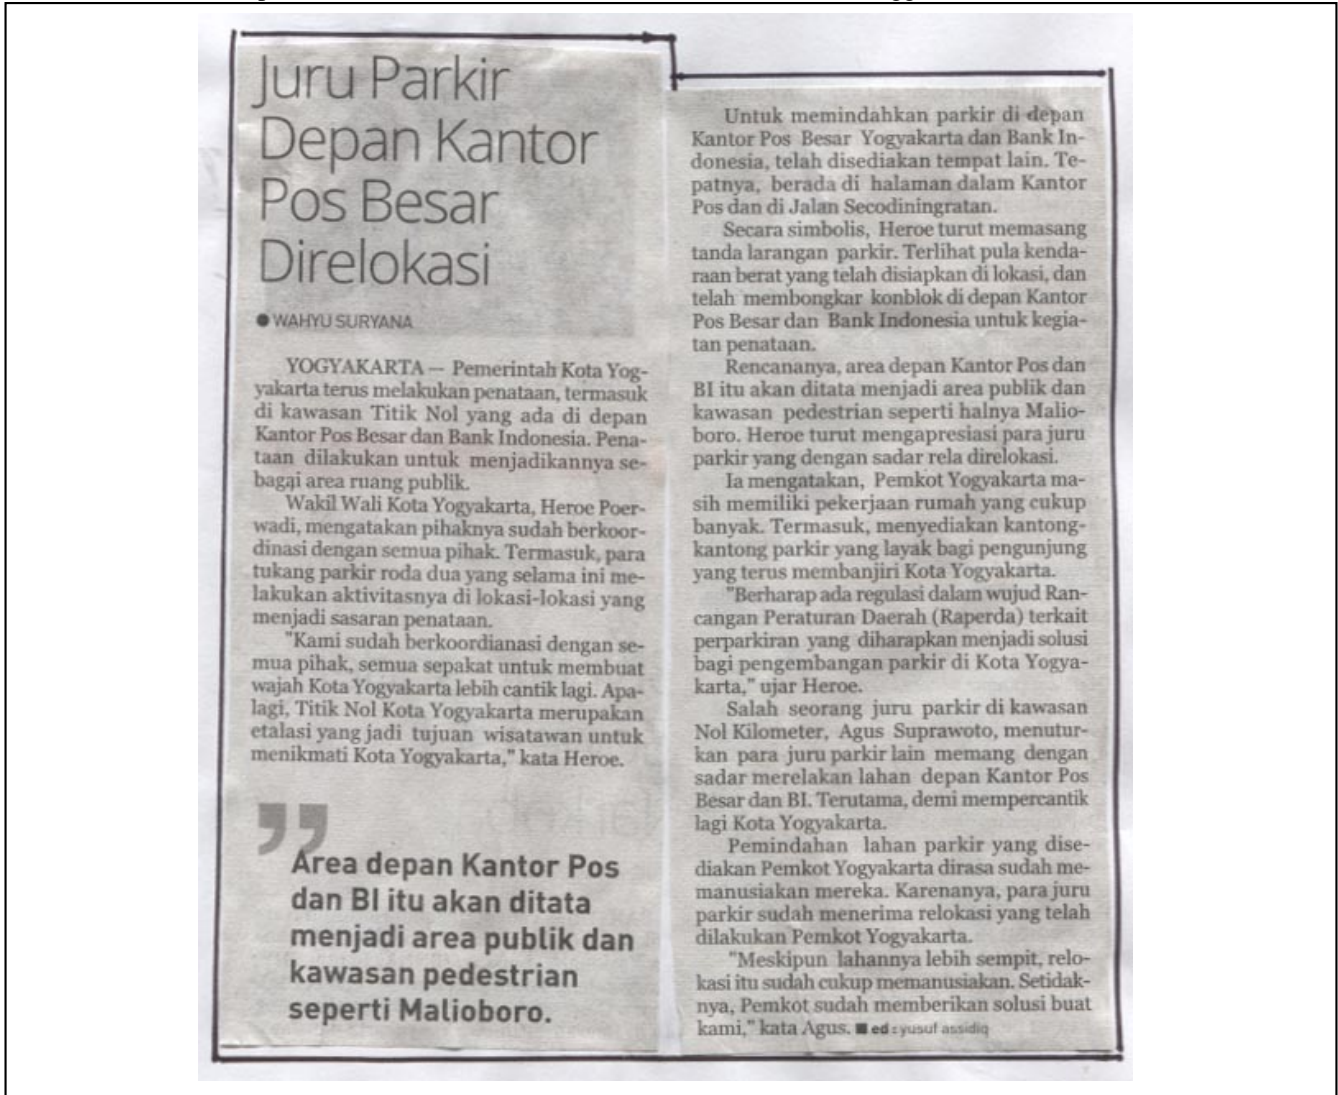 Juru Parkir
Depan Kantor
Pos Besar
Direlokasi
● WAHYU SURYANA
YOGYAKARTA — Pemerintah Kota Yog-
yakarta terus melakukan penataan, termasuk
di kawasan Titik Nol yang ada di depan
Kantor Pos Besar dan Bank Indonesia. Pena-
taan dilakukan untuk menjadikannya se-
bagai area ruang publik.
Wakil Wali Kota Yogyakarta, Heroe Poer-
wadi, mengatakan pihaknya sudah berkoor-
dinasi dengan semua pihak. Termasuk, para
tukang parkir roda dua yang selama ini me-
lakukan aktivitasnya di lokasi-lokasi yang
menjadi sasaran penataan.
"Kami sudah berkoordianasi dengan se-
mua pihak, semua sepakat untuk membuat
wajah Kota Yogyakarta lebih cantik lagi. Apa-
lagi, Titik Nol Kota Yogyakarta merupakan
etalasi yang jadi tujuan wisatawan untuk
menikmati Kota Yogyakarta," kata Heroe.
”
Area depan Kantor Pos
dan BI itu akan ditata
menjadi area publik dan
kawasan pedestrian
seperti Malioboro.
Untuk memindahkan parkir di depan
Kantor Pos Besar Yogyakarta dan Bank In-
donesia, telah disediakan tempat lain. Te-
patnya, berada di halaman dalam Kantor
Pos dan di Jalan Secodiningratan.
Secara simbolis, Heroe turut memasang
tanda larangan parkir. Terlihat pula kenda-
raan berat yang telah disiapkan di lokasi, dan
telah membongkar konblok di depan Kantor
Pos Besar dan Bank Indonesia untuk kegia-
tan penataan.
Rencananya, area depan Kantor Pos dan
BI itu akan ditata menjadi area publik dan
kawasan pedestrian seperti halnya Malio-
boro. Heroe turut mengapresiasi para juru
parkir yang dengan sadar rela direlokasi.
Ia mengatakan, Pemkot Yogyakarta ma-
sih memiliki pekerjaan rumah yang cukup
banyak. Termasuk, menyediakan kantong-
kantong parkir yang layak bagi pengunjung
yang terus membanjiri Kota Yogyakarta.
"Berharap ada regulasi dalam wujud Ran-
cangan Peraturan Daerah (Raperda) terkait
perparkiran yang diharapkan menjadi solusi
bagi pengembangan parkir di Kota Yogya-
karta," ujar Heroe.
Salah seorang juru parkir di kawasan
Nol Kilometer, Agus Suprawoto, menutur-
kan para juru parkir lain memang dengan
sadar merelakan lahan depan Kantor Pos
Besar dan BI. Terutama, demi mempercantik
lagi Kota Yogyakarta.
Pemindahan lahan parkir yang dise-
diakan Pemkot Yogyakarta dirasa sudah me-
manusiakan mereka. Karenanya, para juru
parkir sudah menerima relokasi yang telah
dilakukan Pemkot Yogyakarta.
"Meskipun lahannya lebih sempit, relo-
kasi itu sudah cukup memanusiakan. Setidak-
nya, Pemkot sudah memberikan solusi buat
kami," kata Agus. ■ ed : yusuf assidiq